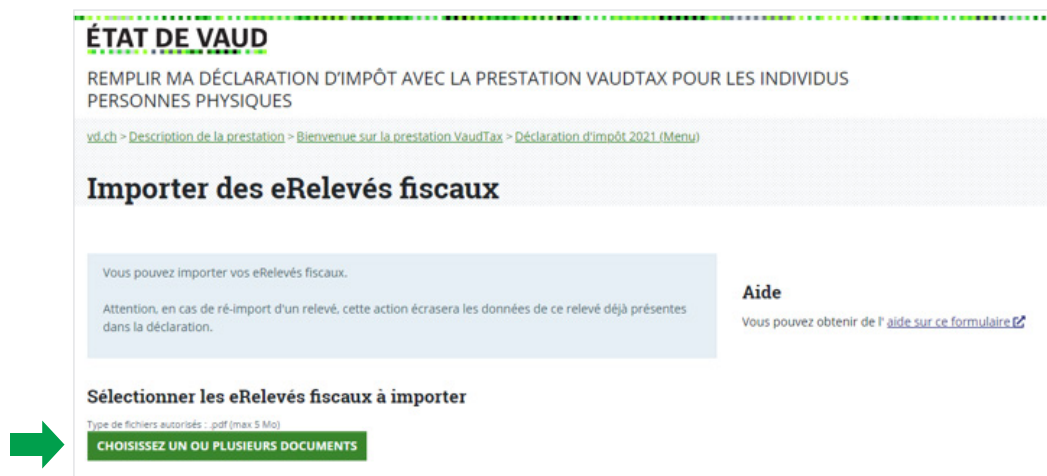 ÉTAT DE VAUD
REMPLIR MA DÉCLARATION D'IMPÔT AVEC LA PRESTATION VAUDTAX POUR LES INDIVIDUS
PERSONNES PHYSIQUES
vd.ch > Description de la prestation > Bienvenue sur la prestation VaudTax > Déclaration d'impôt 2021 (Menu)
Importer des eRelevés fiscaux
Vous pouvez importer vos eRelevés fiscaux.
Attention, en cas de ré-import d'un relevé, cette action écrasera les données de ce relevé déjà présentes
dans la déclaration.
Aide
Vous pouvez obtenir de l' aide sur ce formulaire
Sélectionner les eRelevés fiscaux à importer
Type de fichiers autorisés : .pdf (max 5 Mo)
CHOISISSEZ UN OU PLUSIEURS DOCUMENTS